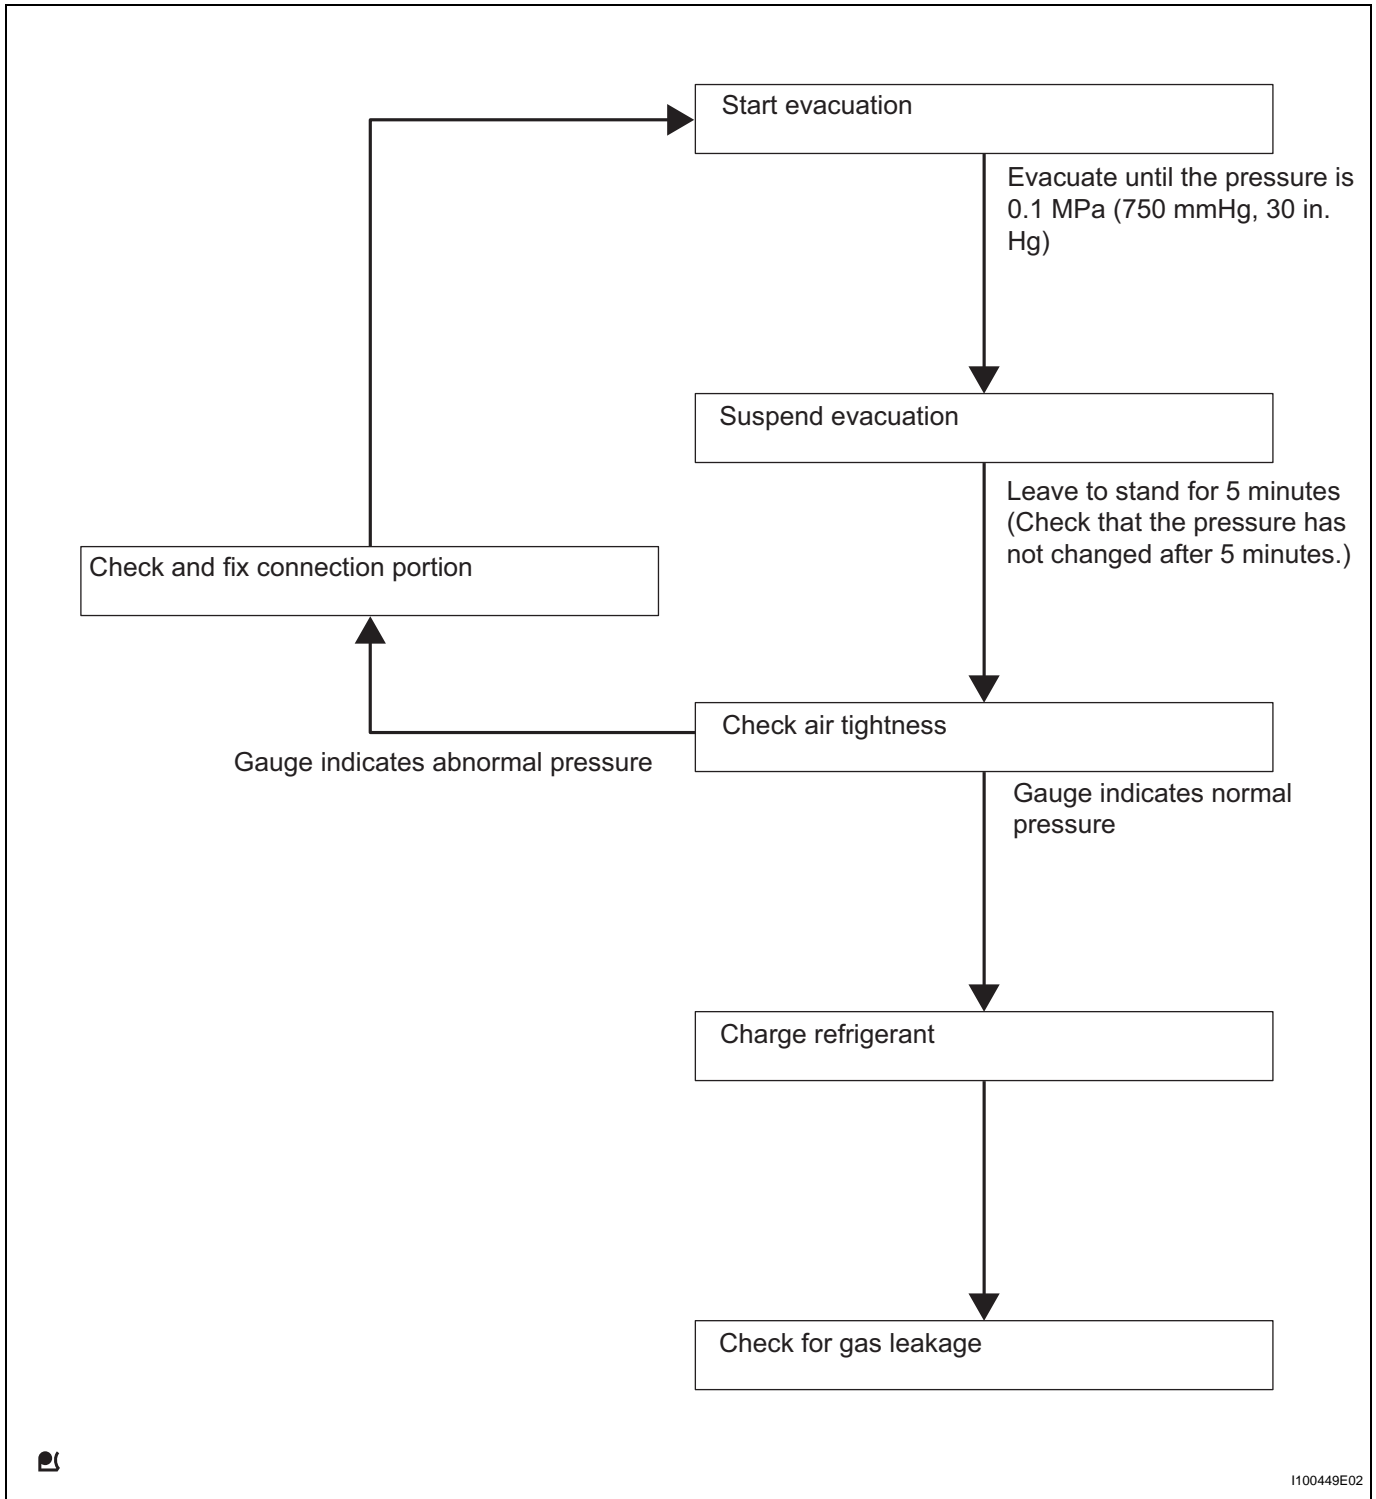 Start evacuation
Evacuate until the pressure is
0.1 MPa (750 mmHg, 30 in.
Hg)
Suspend evacuation
Leave to stand for 5 minutes
(Check that the pressure has
not changed after 5 minutes.)
Check and fix connection portion
Check air tightness
Gauge indicates abnormal pressure
Gauge indicates normal
pressure
Charge refrigerant
Check for gas leakage
I100449E02